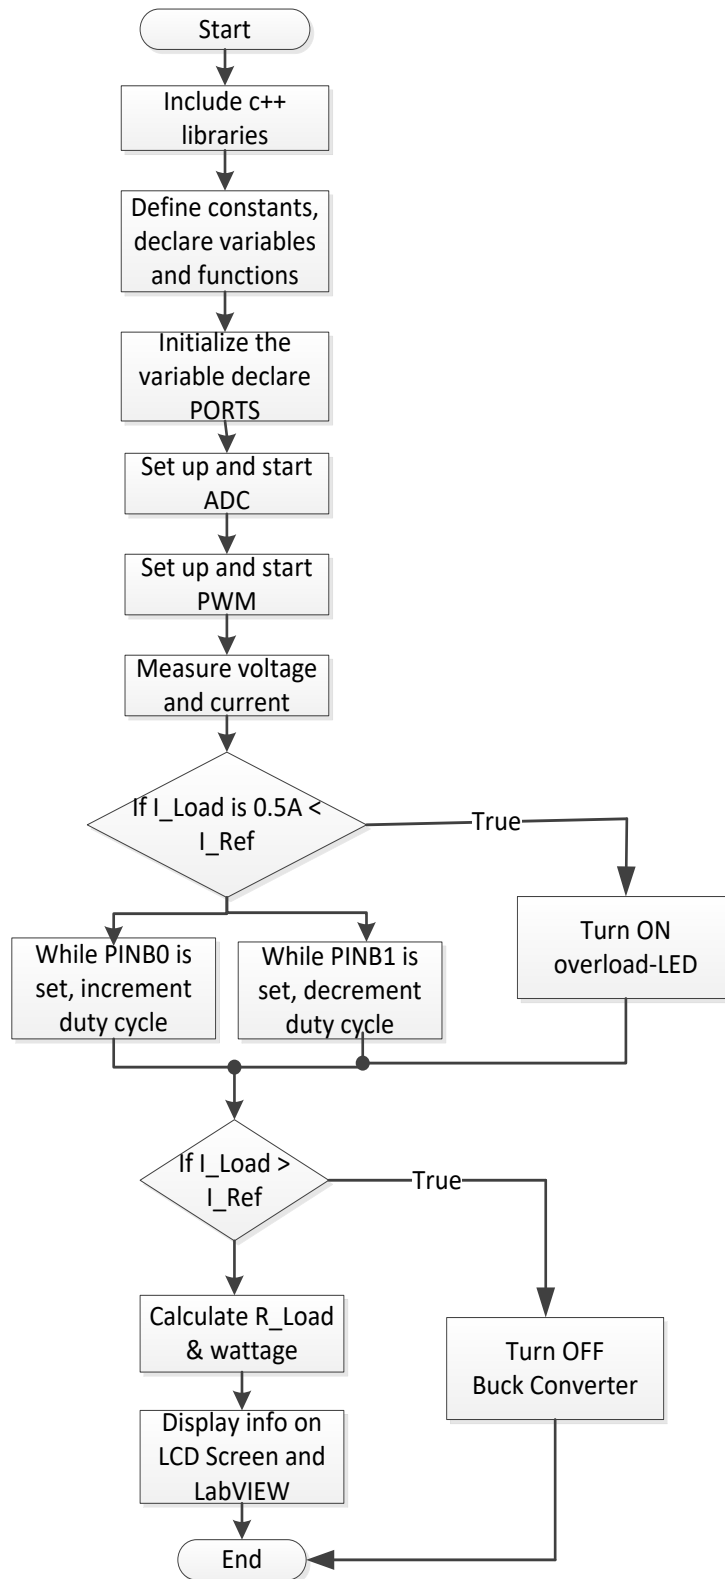 Start
Include c++
libraries
Define constants,
declare variables
and functions
Initialize the
variable declare
PORTS
Set up and start
ADC
Set up and start
PWM
Measure voltage
and current
If I_Load is 0.5A <
I_Ref
True
While PINB0 is
set, increment
duty cycle
While PINB1 is
set, decrement
duty cycle
Turn ON
overload-LED
If I_Load >
I_Ref
True
Calculate R_Load
& wattage
Turn OFF
Buck Converter
Display info on
LCD Screen and
LabVIEW
End